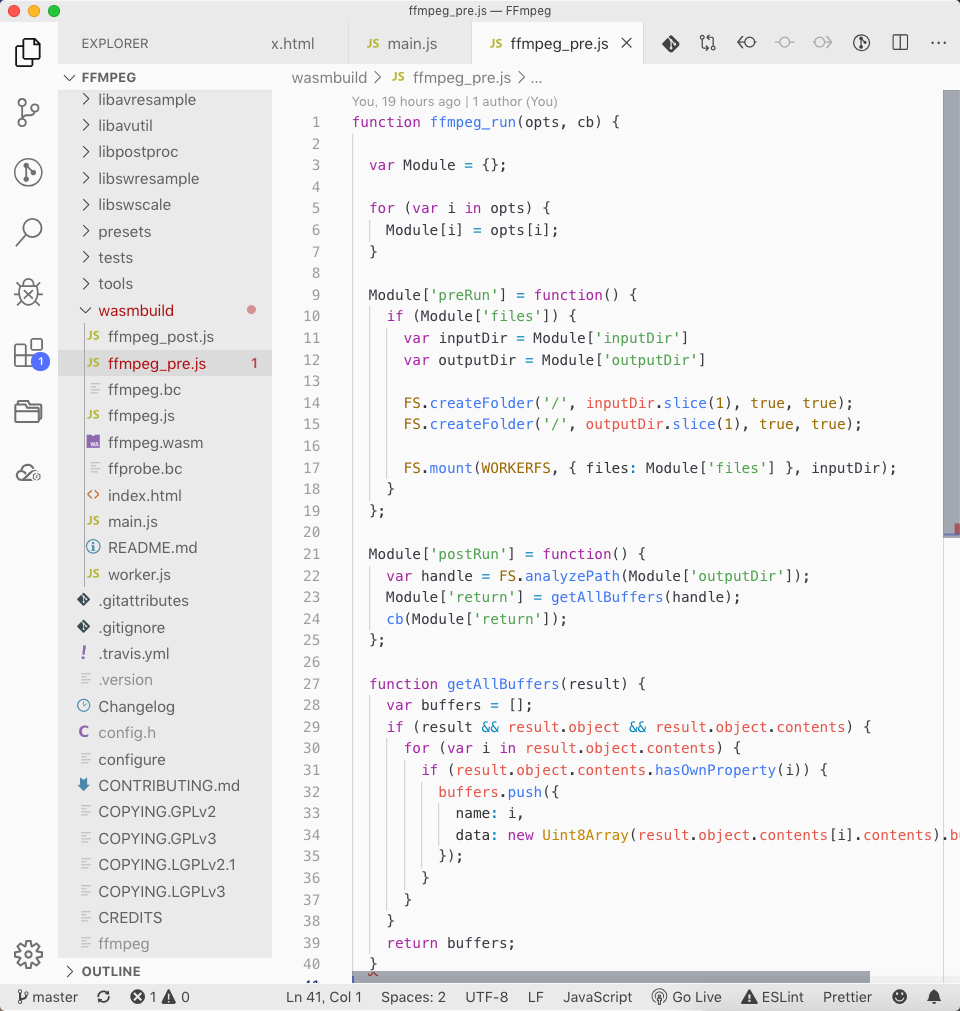 ffmpeg_pre.js — FFmpeg
EXPLORER
x.html
JS main.js
JS ffmpeg_pre.js
FFMPEG
libavresample
libavutil
libpostproc
libswresample
libswscale
presets
tests
tools
wasmbuild
JS ffmpeg_post.js
JS ffmpeg_pre.js 1
ffmpeg.bc
JS ffmpeg.js
WA ffmpeg.wasm
ffprobe.bc
<> index.html
JS main.js
README.md
JS worker.js
.gitattributes
.gitignore
! .travis.yml
.version
Changelog
C config.h
configure
CONTRIBUTING.md
COPYING.GPLv2
COPYING.GPLv3
COPYING.LGPLv2.1
COPYING.LGPLv3
CREDITS
ffmpeg
OUTLINE
1
wasmbuild > JS ffmpeg_pre.js > ...
You, 19 hours ago | 1 author (You)
1 function ffmpeg_run(opts, cb) {
2
3   var Module = {};
4
5   for (var i in opts) {
6     Module[i] = opts[i];
7   }
8
9   Module['preRun'] = function() {
10     if (Module['files']) {
11       var inputDir = Module['inputDir']
12       var outputDir = Module['outputDir']
13
14       FS.createFolder('/', inputDir.slice(1), true, true);
15       FS.createFolder('/', outputDir.slice(1), true, true);
16
17       FS.mount(WORKERFS, { files: Module['files'] }, inputDir);
18     }
19   };
20
21   Module['postRun'] = function() {
22     var handle = FS.analyzePath(Module['outputDir']);
23     Module['return'] = getAllBuffers(handle);
24     cb(Module['return']);
25   };
26
27   function getAllBuffers(result) {
28     var buffers = [];
29     if (result && result.object && result.object.contents) {
30       for (var i in result.object.contents) {
31         if (result.object.contents.hasOwnProperty(i)) {
32           buffers.push({
33             name: i,
34             data: new Uint8Array(result.object.contents[i].contents).b
35           });
36         }
37       }
38     }
39     return buffers;
40   }
41
master 1 0 Ln 41, Col 1 Spaces: 2 UTF-8 LF JavaScript Go Live ESLint Prettier